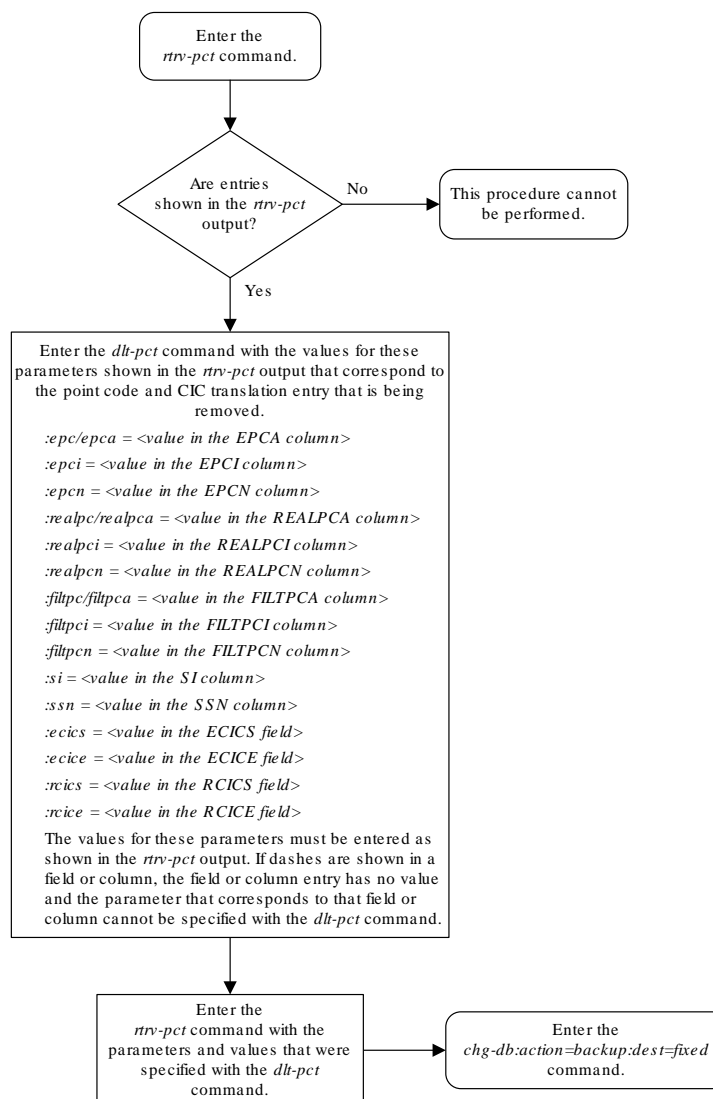 Enter the
rtrv-pct command.
Are entries
shown in the rtrv-pct
output?
No
This procedure cannot
be performed.
Yes
Enter the dlt-pct command with the values for these
parameters shown in the rtrv-pct output that correspond to
the point code and CIC translation entry that is being
removed.
:epc/epca = <value in the EPCA column>
:epci = <value in the EPCI column>
:epcn = <value in the EPCN column>
:realpc/realpca = <value in the REALPCA column>
:realpci = <value in the REALPCI column>
:realpcn = <value in the REALPCN column>
:filtpc/filtpca = <value in the FILTPCA column>
:filtpci = <value in the FILTPCI column>
:filtpcn = <value in the FILTPCN column>
:si = <value in the SI column>
:ssn = <value in the SSN column>
:ecics = <value in the ECICS field>
:ecice = <value in the ECICE field>
:rcics = <value in the RCICS field>
:rcice = <value in the RCICE field>
The values for these parameters must be entered as
shown in the rtrv-pct output. If dashes are shown in a
field or column, the field or column entry has no value
and the parameter that corresponds to that field or
column cannot be specified with the dlt-pct command.
Enter the
rtrv-pct command with the
parameters and values that were
specified with the dlt-pct
command.
Enter the
chg-db:action=backup:dest=fixed
command.